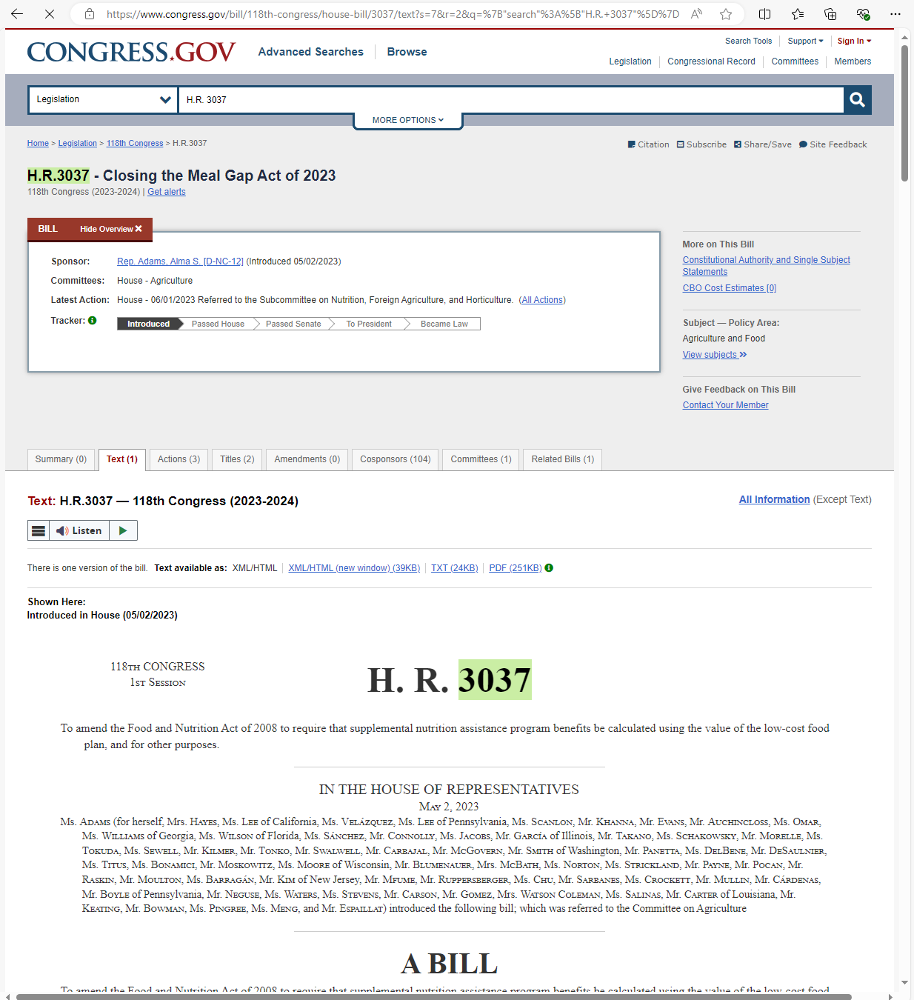 https://www.congress.gov/bill/118th-congress/house-bill/3037/text?s=7&r=2&q=%7B"search"%3A%5B"H.R.+3037"%5D%7D
CONGRESS.GOV
Advanced Searches
Browse
Search Tools
Support
Sign In
Legislation
Congressional Record
Committees
Members
Legislation
H.R. 3037
MORE OPTIONS
Home > Legislation > 118th Congress > H.R.3037
Citation
Subscribe
Share/Save
Site Feedback
H.R.3037 - Closing the Meal Gap Act of 2023
118th Congress (2023-2024) | Get alerts
BILL
Hide Overview
Sponsor: Rep. Adams, Alma S. [D-NC-12] (Introduced 05/02/2023)
Committees: House - Agriculture
Latest Action: House - 06/01/2023 Referred to the Subcommittee on Nutrition, Foreign Agriculture, and Horticulture. (All Actions)
Tracker:
Introduced
Passed House
Passed Senate
To President
Became Law
More on This Bill
Constitutional Authority and Single Subject
Statements
CBO Cost Estimates [0]
Subject — Policy Area:
Agriculture and Food
View subjects
Give Feedback on This Bill
Contact Your Member
Summary (0)
Text (1)
Actions (3)
Titles (2)
Amendments (0)
Cosponsors (104)
Committees (1)
Related Bills (1)
Text: H.R.3037 — 118th Congress (2023-2024)
All Information (Except Text)
Listen
There is one version of the bill. Text available as: XML/HTML | XML/HTML (new window) (39KB) | TXT (24KB) | PDF (251KB)
Shown Here:
Introduced in House (05/02/2023)
118TH CONGRESS
1ST SESSION
H. R. 3037
To amend the Food and Nutrition Act of 2008 to require that supplemental nutrition assistance program benefits be calculated using the value of the low-cost food
plan, and for other purposes.
IN THE HOUSE OF REPRESENTATIVES
MAY 2, 2023
Ms. ADAMS (for herself, Mrs. HAYES, Ms. LEE of California, Ms. VELÁZQUEZ, Ms. LEE of Pennsylvania, Ms. SCANLON, Mr. KHANNA, Mr. EVANS, Mr. AUCHINCLOSS, Ms. OMAR,
Ms. WILLIAMS of Georgia, Ms. WILSON of Florida, Ms. SÁNCHEZ, Mr. CONNOLLY, Ms. JACOBS, Mr. GARCÍA of Illinois, Mr. TAKANO, Ms. SCHAKOWSKY, Mr. MORELLE, Ms.
TOKUDA, Ms. SEWELL, Mr. KILMER, Mr. TONKO, Mr. SWALWELL, Mr. CARBAJAL, Mr. MCGOVERN, Mr. SMITH of Washington, Mr. PANETTA, Ms. DELBENE, Mr. DESAULNIER,
Ms. TITUS, Ms. BONAMICI, Mr. MOSKOWITZ, Ms. MOORE of Wisconsin, Mr. BLUMENAUER, Mrs. MCBATH, Ms. NORTON, Ms. STRICKLAND, Mr. PAYNE, Mr. POCAN, Mr.
RASKIN, Mr. MOULTON, Ms. BARRAGÁN, Mr. KIM of New Jersey, Mr. MFUME, Mr. RUPPERSBERGER, Ms. CHU, Mr. SARBANES, Ms. CROCKETT, Mr. MULLIN, Mr. CÁRDENAS,
Mr. BOYLE of Pennsylvania, Mr. NEGUSE, Ms. WATERS, Ms. STEVENS, Mr. CARSON, Mr. GOMEZ, Mrs. WATSON COLEMAN, Ms. SALINAS, Mr. CARTER of Louisiana, Mr.
KEATING, Mr. BOWMAN, Ms. PINGREE, Ms. MENG, and Mr. ESPAILLAT) introduced the following bill; which was referred to the Committee on Agriculture
A BILL
To amend the Food and Nutrition Act of 2008 to require that supplemental nutrition assistance program benefits be calculated using the value of the low-cost food